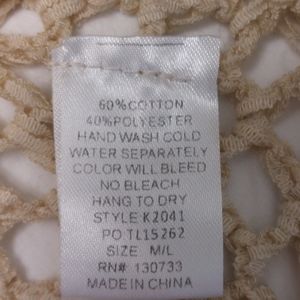 60%COTTON
40%POLYESTER
HAND WASH COLD
WATER SEPARATELY
COLOR WILL BLEED
NO BLEACH
HANG TO DRY
STYLE:K2041
PO:TL15262
SIZE: M/L
RN#: 130733
MADE IN CHINA